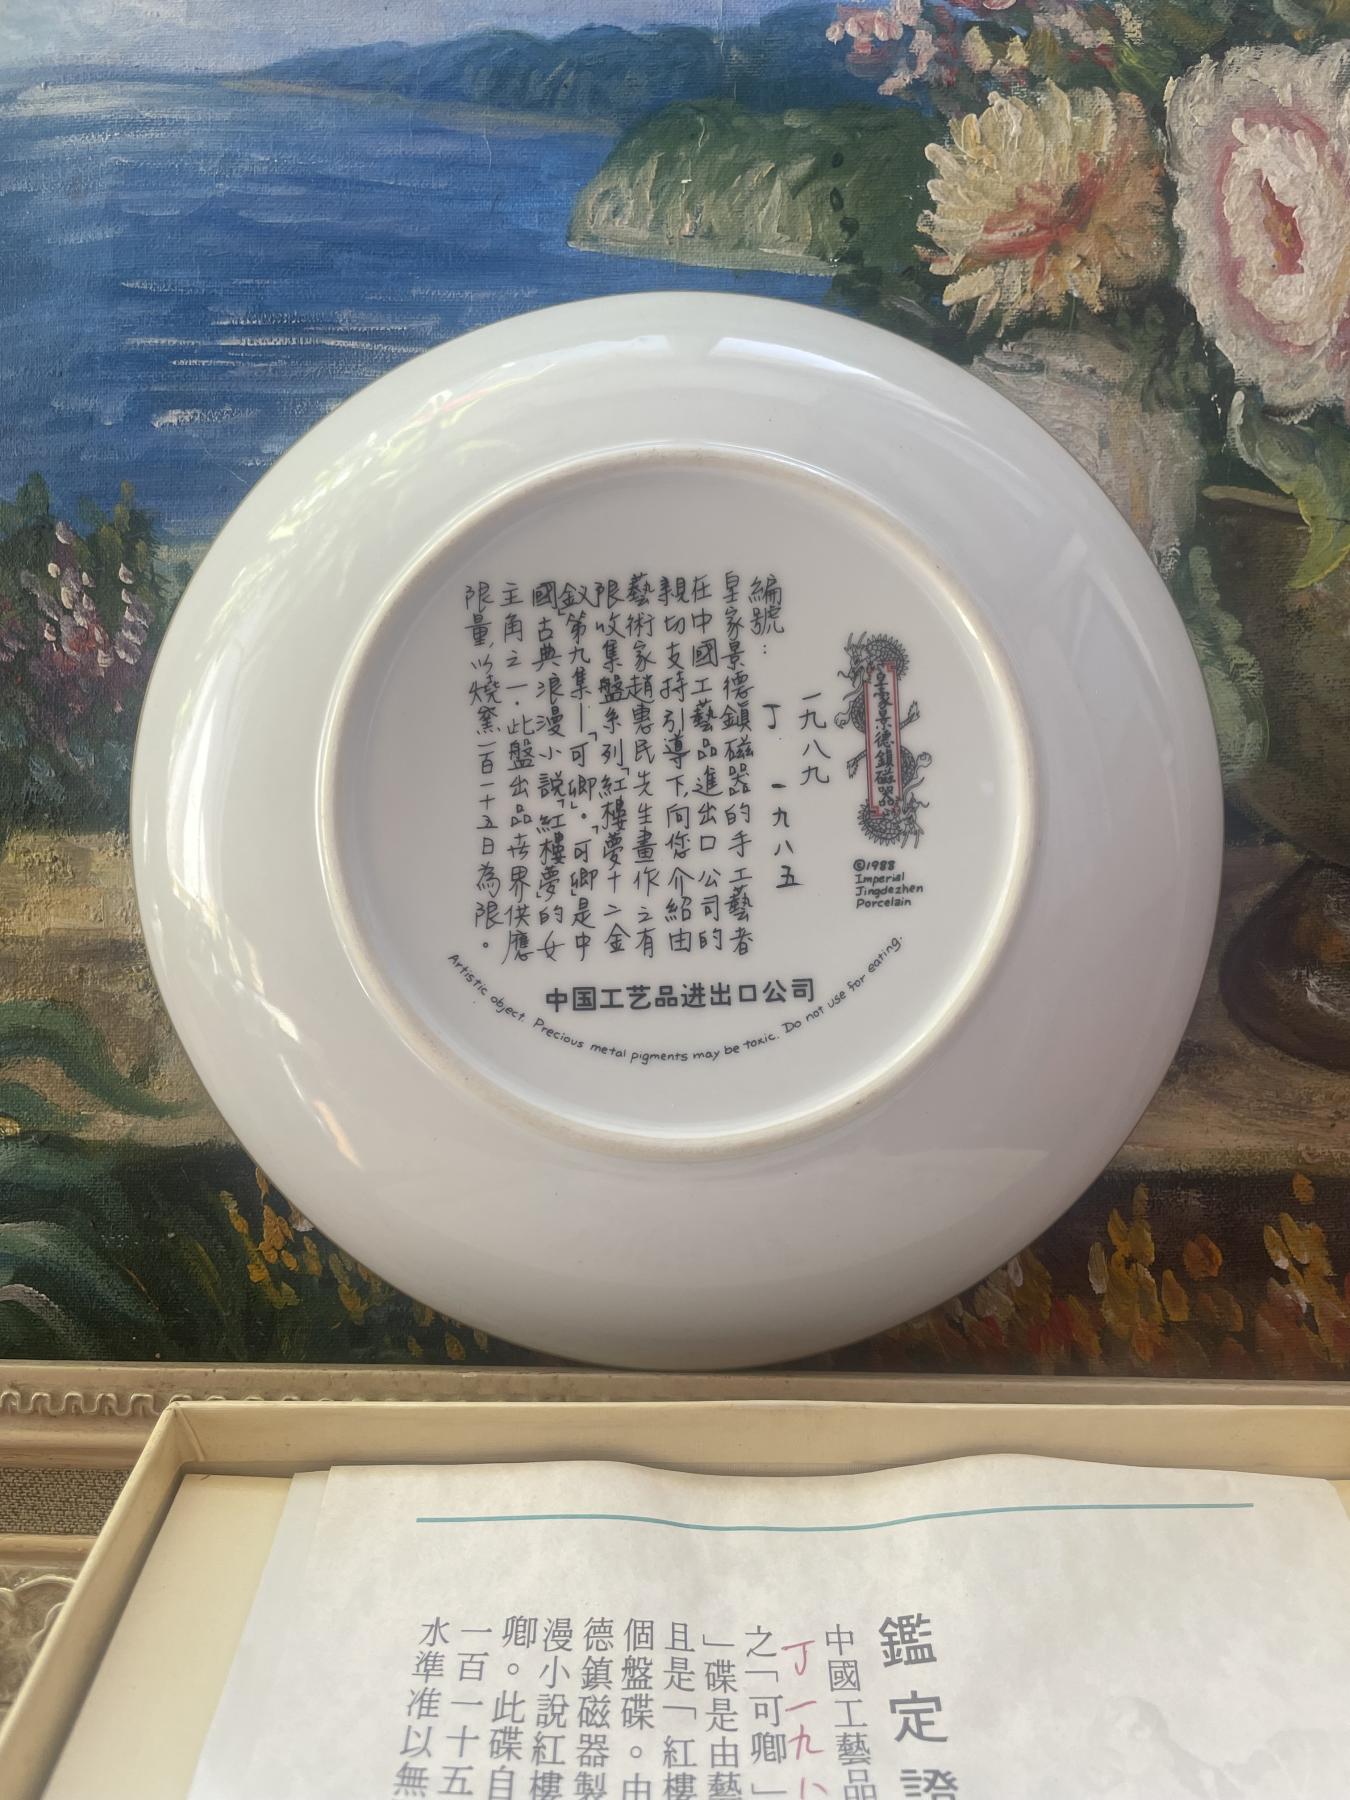 皇家景德鎮磁器
©1988
Imperial
Jingdezhen
Porcelain
一九八九
編號：丁 一九八五
皇家景德鎮磁器的手工藝者
在中國工藝品進出口公司的
親切支持引導下,向您介紹由
藝術家趙惠民先生畫作之有
限收集盤系列「紅樓夢十二金
釵」第九集—「可卿」。「可卿」是中
國古典浪漫小說「紅樓夢」的女
主角之一.此盤出品世界供應
限量,以燒窯一百一十五日為限。
中国工艺品进出口公司
Artistic object. Precious metal pigments may be toxic. Do not use for eating.
鑑定證
中國工藝品
丁一九八
之「可卿」
」碟是由藝
且是「紅樓
個盤碟。由
德鎮磁器製
漫小說紅樓
卿。此碟自
一百一十五
水準准以無